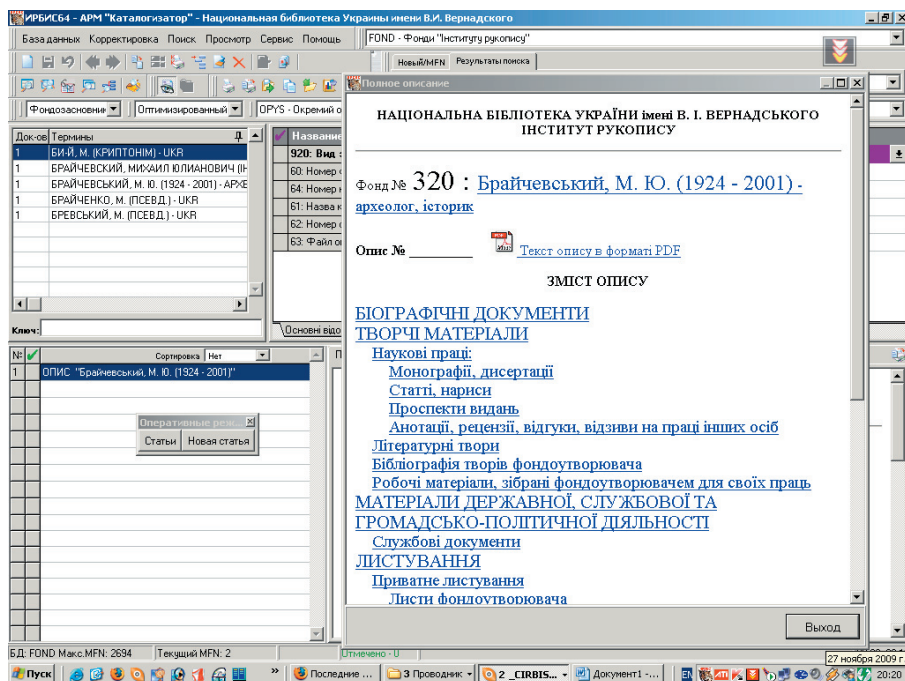 ИРБИС64 - АРМ "Каталогизатор" - Национальная библиотека Украины имени В.И. Вернадского
База данных Корректировка Поиск Просмотр Сервис Помощь
FOND - Фонди "Інституту рукопису"
Новый/MFN Результаты поиска
Фондозасновник Оптимизированный OPYS - Окремий о
Док-ов Термины
1 БИ-Й, М. (КРИПТОНІМ) - UKR
1 БРАЙЧЕВСКИЙ, МИХАИЛ ЮЛИАНОВИЧ (ІН
1 БРАЙЧЕВСЬКИЙ, М. Ю. (1924 - 2001) - АРХЕ
1 БРАЙЧЕНКО, М. (ПСЕВД.) - UKR
1 БРЕВСЬКИЙ, М. (ПСЕВД.) - UKR
Ключ:
Название
920: Вид
60: Номер
64: Номер
61: Назва к
62: Номер
63: Файл оп
Основні відо
№ Сортировка Нет
1 ОПИС "Брайчевський, М. Ю. (1924 - 2001)"
Оперативные реж...
Статьи Новая статья
Полное описание
НАЦІОНАЛЬНА БІБЛІОТЕКА УКРАЇНИ імені В. І. ВЕРНАДСЬКОГО
ІНСТИТУТ РУКОПИСУ
Фонд № 320 : Брайчевський, М. Ю. (1924 - 2001) -
археолог, історик
Опис № ________ Текст опису в форматі PDF
ЗМІСТ ОПИСУ
БІОГРАФІЧНІ ДОКУМЕНТИ
ТВОРЧІ МАТЕРІАЛИ
Наукові праці:
Монографії, дисертації
Статті, нариси
Проспекти видань
Анотації, рецензії, відгуки, відзиви на праці інших осіб
Літературні твори
Бібліографія творів фондоутворювача
Робочі матеріали, зібрані фондоутворювачем для своїх праць
МАТЕРІАЛИ ДЕРЖАВНОЇ, СЛУЖБОВОЇ ТА
ГРОМАДСЬКО-ПОЛІТИЧНОЇ ДІЯЛЬНОСТІ
Службові документи
ЛИСТУВАННЯ
Приватне листування
Листи фондоутворювача
Выход
БД: FOND Макс.MFN: 2694 Текущий MFN: 2 Отмечено - 0
27 ноября 2009 г.
Пуск » Последние ... 3 Проводник 2 _CIRBIS... Документ1 -... EN 20:20